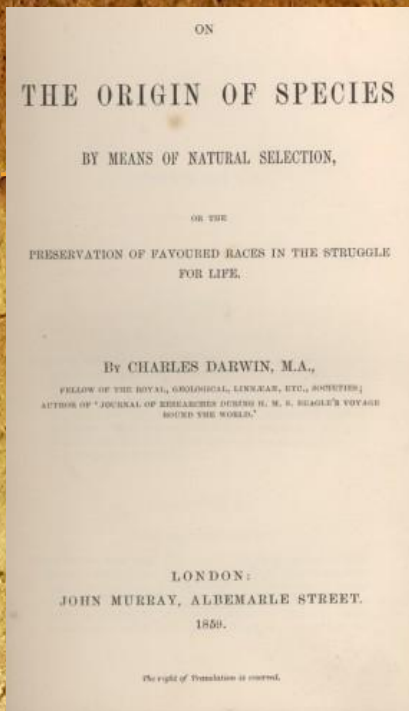 ON
THE ORIGIN OF SPECIES
BY MEANS OF NATURAL SELECTION,
OR THE
PRESERVATION OF FAVOURED RACES IN THE STRUGGLE
FOR LIFE.
BY CHARLES DARWIN, M.A.,
FELLOW OF THE ROYAL, GEOLOGICAL, LINNÆAN, ETC., SOCIETIES;
AUTHOR OF 'JOURNAL OF RESEARCHES DURING H. M. S. BEAGLE'S VOYAGE
ROUND THE WORLD.'
LONDON:
JOHN MURRAY, ALBEMARLE STREET.
1859.
The right of Translation is reserved.